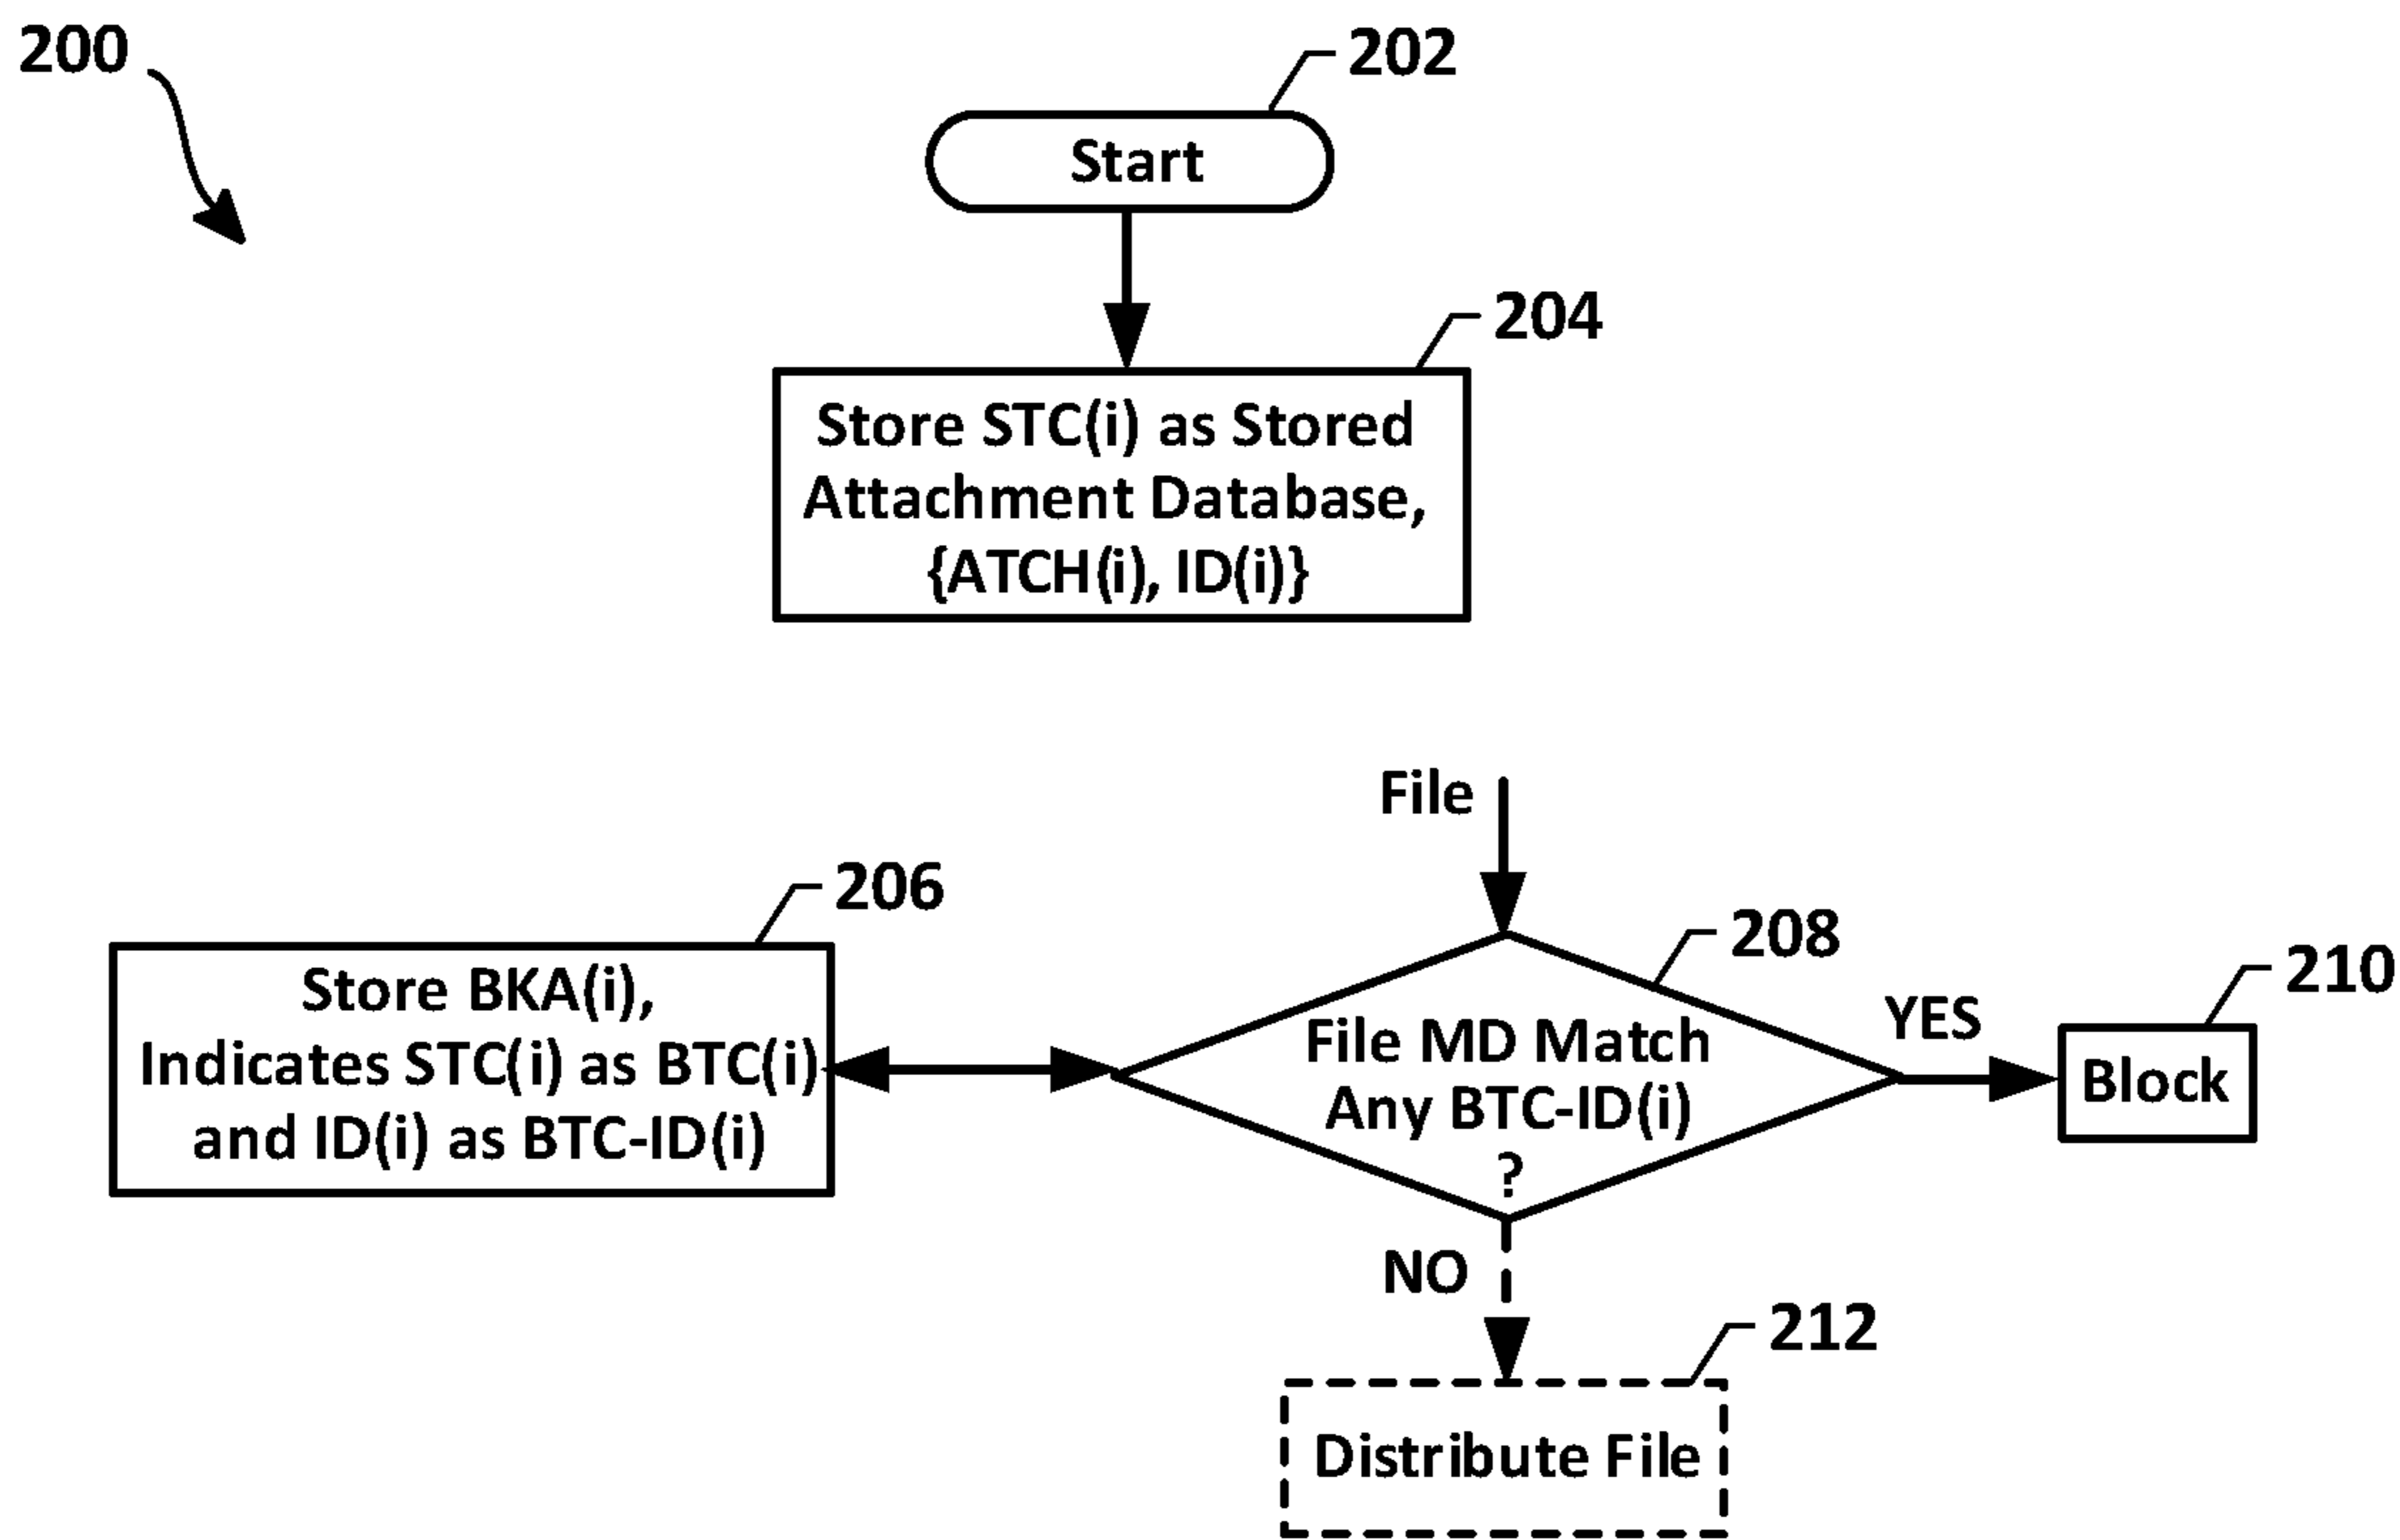 200
202
Start
204
Store STC(i) as Stored
Attachment Database,
{ATCH(i), ID(i)}
File
206
208
210
Store BKA(i),
Indicates STC(i) as BTC(i)
and ID(i) as BTC-ID(i)
File MD Match
Any BTC-ID(i)
?
YES
Block
NO
212
Distribute File